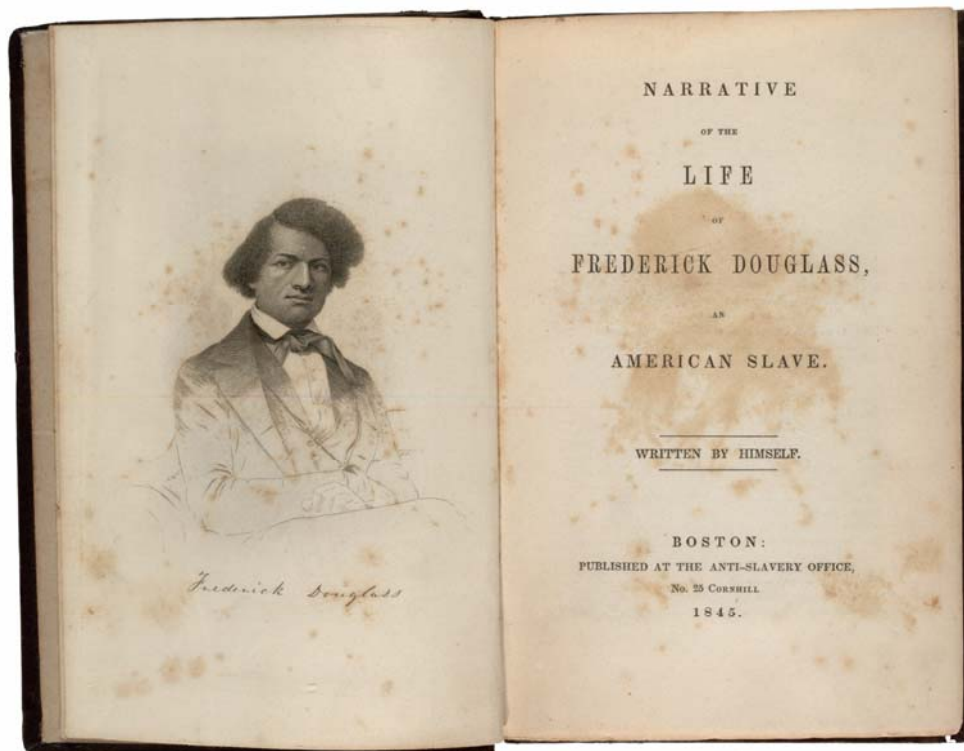 Frederick Douglass
NARRATIVE
OF THE
LIFE
OF
FREDERICK DOUGLASS,
AN
AMERICAN SLAVE.
WRITTEN BY HIMSELF.
BOSTON:
PUBLISHED AT THE ANTI-SLAVERY OFFICE,
No. 25 CORNHILL
1845.